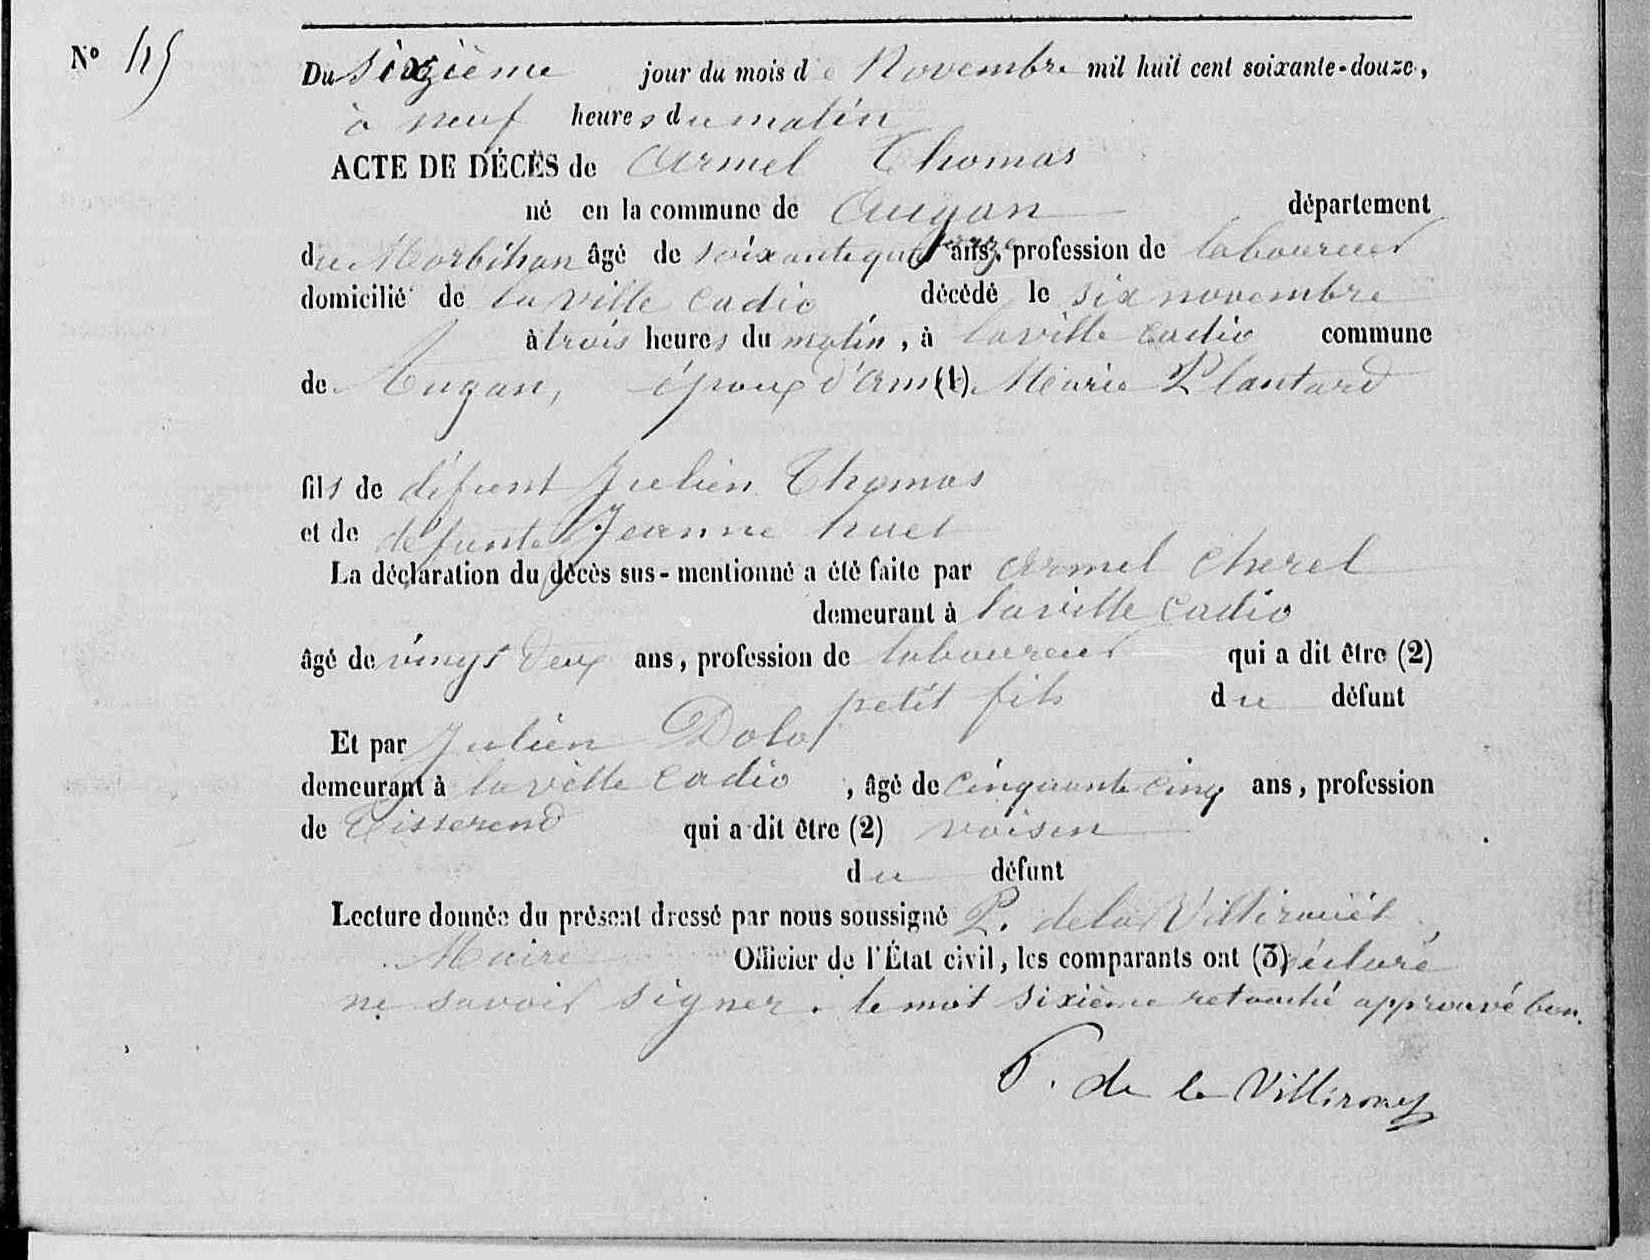 N° 45
Du sixième jour du mois de Novembre mil huit cent soixante-douze,
à neuf heures du matin
ACTE DE DÉCÈS de Armel Thomas
né en la commune de Augan département
du Morbihan âgé de soixante quatorze ans, profession de laboureur
domicilié de la ville Cadio décédé le six novembre
à trois heures du matin, à la ville Cadio commune
de Augan, époux d'Arm(1) Marie Plantard
fils de défunt Julien Thomas
et de défunte Jeanne huet
La déclaration du décès sus-mentionné a été faite par Armel Cherel
demeurant à la ville Cadio
âgé de vingt deux ans, profession de laboureur qui a dit être (2)
petit fils du défunt
Et par Julien Dolo
demeurant à la ville Cadio, âgé de cinquante cinq ans, profession
de Tisserend qui a dit être (2) voisin
du défunt
Lecture donnée du présent dressé par nous soussigné P. de la Villirouët,
Maire Officier de l'État civil, les comparants ont (3) déclaré
ne savoir signer. le mot sixième retouché approuvé bon.
P. de la Villirouet